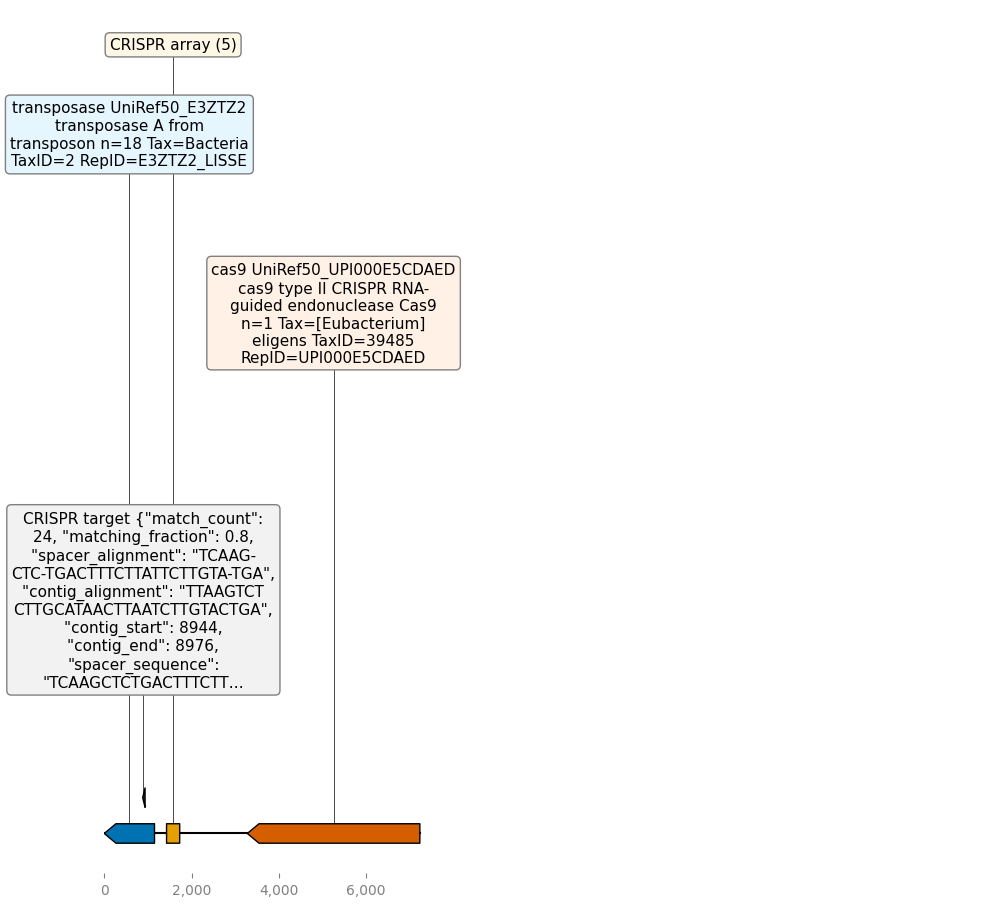 CRISPR array (5)
transposase UniRef50_E3ZTZ2
transposase A from
transposon n=18 Tax=Bacteria
TaxID=2 RepID=E3ZTZ2_LISSE
cas9 UniRef50_UPI000E5CDAED
cas9 type II CRISPR RNA-
guided endonuclease Cas9
n=1 Tax=[Eubacterium]
eligens TaxID=39485
RepID=UPI000E5CDAED
CRISPR target {"match_count":
24, "matching_fraction": 0.8,
"spacer_alignment": "TCAAG-
CTC-TGACTTTCTTATTCTTGTA-TGA",
"contig_alignment": "TTAAGTCT
CTTGCATAACTTAATCTTGTACTGA",
"contig_start": 8944,
"contig_end": 8976,
"spacer_sequence":
"TCAAGCTCTGACTTTCTT...
0 2,000 4,000 6,000